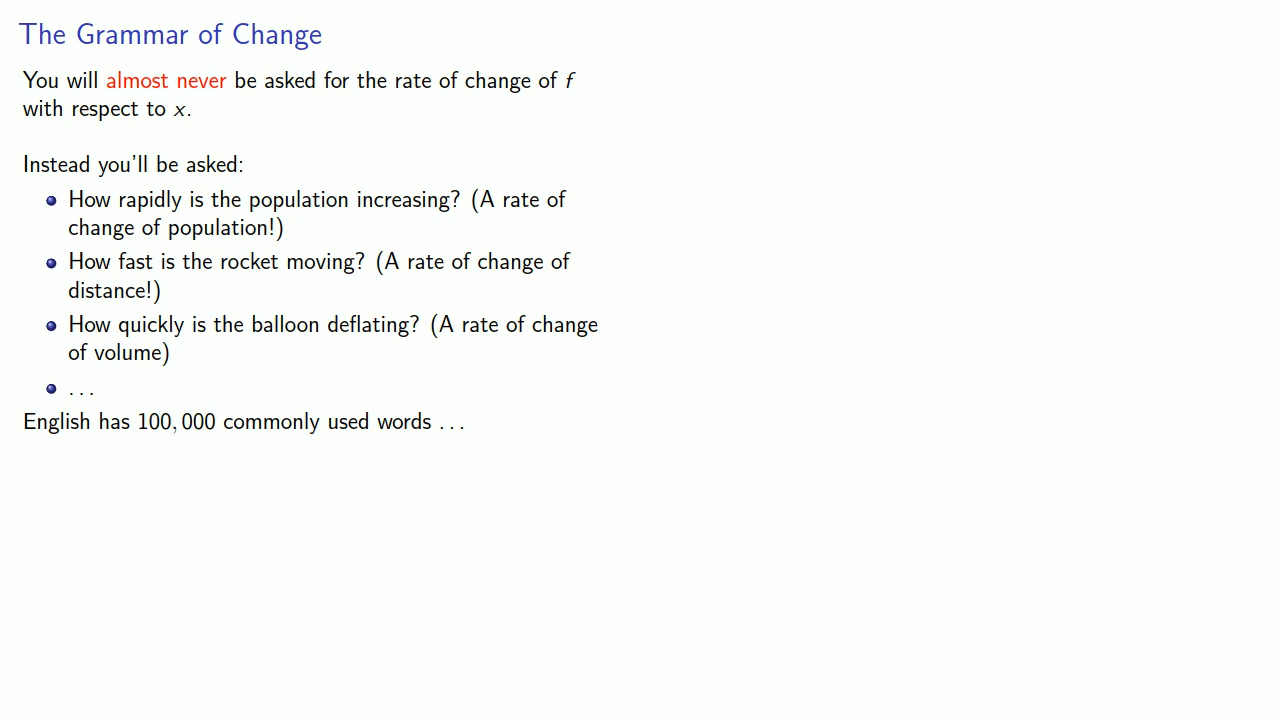 The Grammar of Change
You will almost never be asked for the rate of change of f
with respect to x.
Instead you'll be asked:
How rapidly is the population increasing? (A rate of
change of population!)
How fast is the rocket moving? (A rate of change of
distance!)
How quickly is the balloon deflating? (A rate of change
of volume)
...
English has 100,000 commonly used words ...